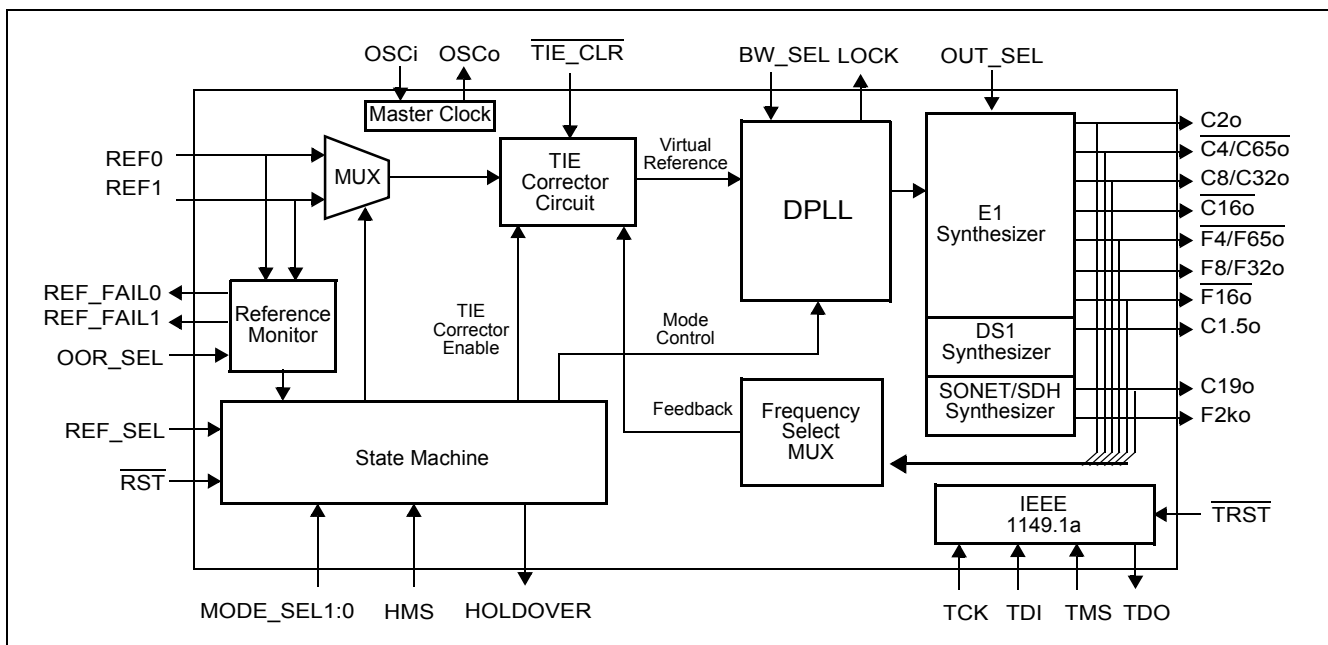 OSCi OSCo TIE_CLR BW_SEL LOCK OUT_SEL
Master Clock
REF0
REF1
MUX
TIE
Corrector
Circuit
Virtual
Reference
DPLL
E1
Synthesizer
DS1
Synthesizer
SONET/SDH
Synthesizer
C2o
C4/C65o
C8/C32o
C16o
F4/F65o
F8/F32o
F16o
C1.5o
C19o
F2ko
REF_FAIL0
REF_FAIL1
OOR_SEL
Reference
Monitor
TIE
Corrector
Enable
Mode
Control
REF_SEL
RST
State Machine
Feedback
Frequency
Select
MUX
IEEE
1149.1a
TRST
MODE_SEL1:0 HMS HOLDOVER
TCK TDI TMS TDO